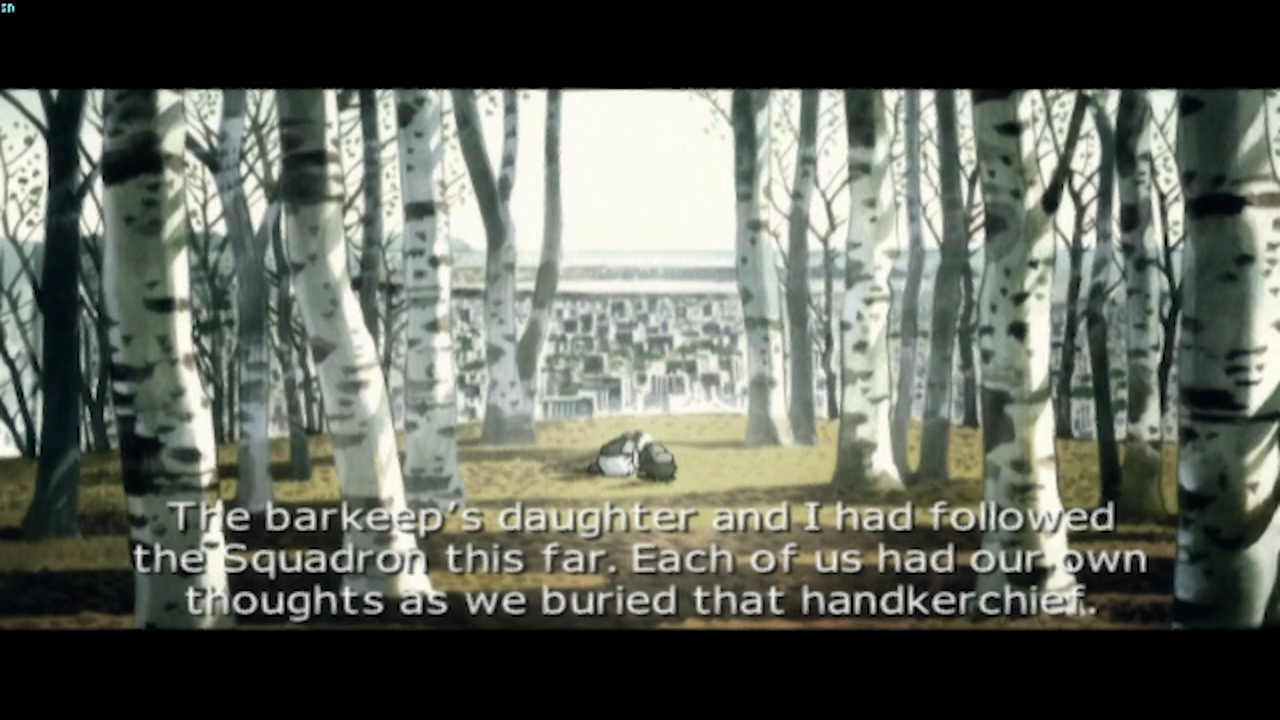 sn
The barkeep's daughter and I had followed
the Squadron this far. Each of us had our own
thoughts as we buried that handkerchief.